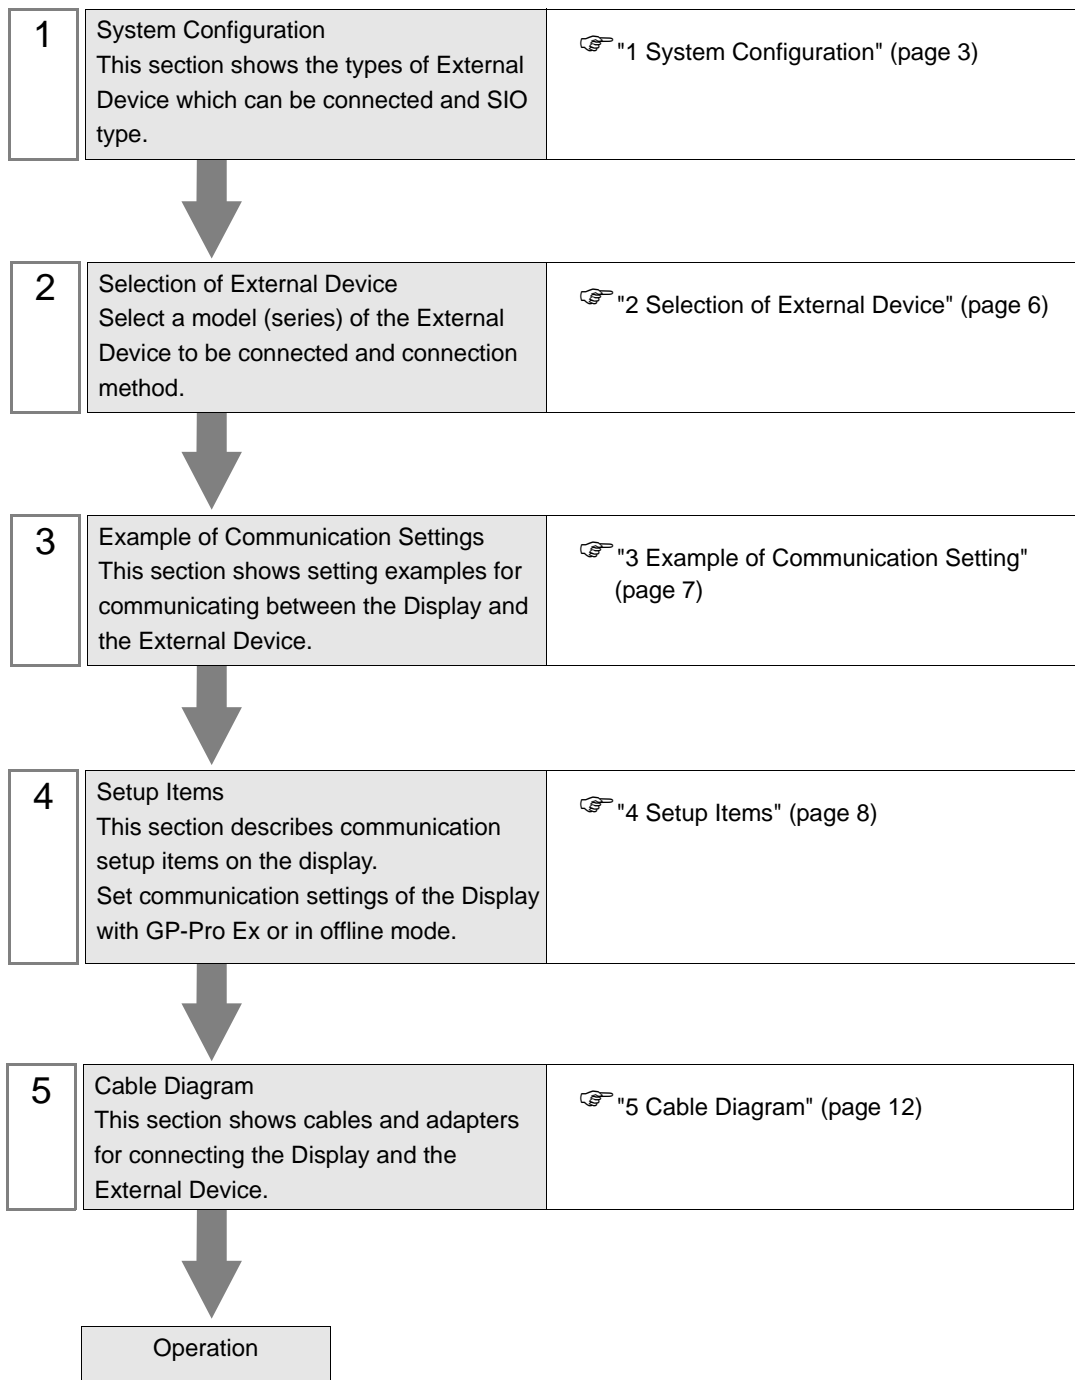 1
System Configuration
This section shows the types of External
Device which can be connected and SIO
type.
"1 System Configuration" (page 3)
2
Selection of External Device
Select a model (series) of the External
Device to be connected and connection
method.
"2 Selection of External Device" (page 6)
3
Example of Communication Settings
This section shows setting examples for
communicating between the Display and
the External Device.
"3 Example of Communication Setting"
(page 7)
4
Setup Items
This section describes communication
setup items on the display.
Set communication settings of the Display
with GP-Pro Ex or in offline mode.
"4 Setup Items" (page 8)
5
Cable Diagram
This section shows cables and adapters
for connecting the Display and the
External Device.
"5 Cable Diagram" (page 12)
Operation